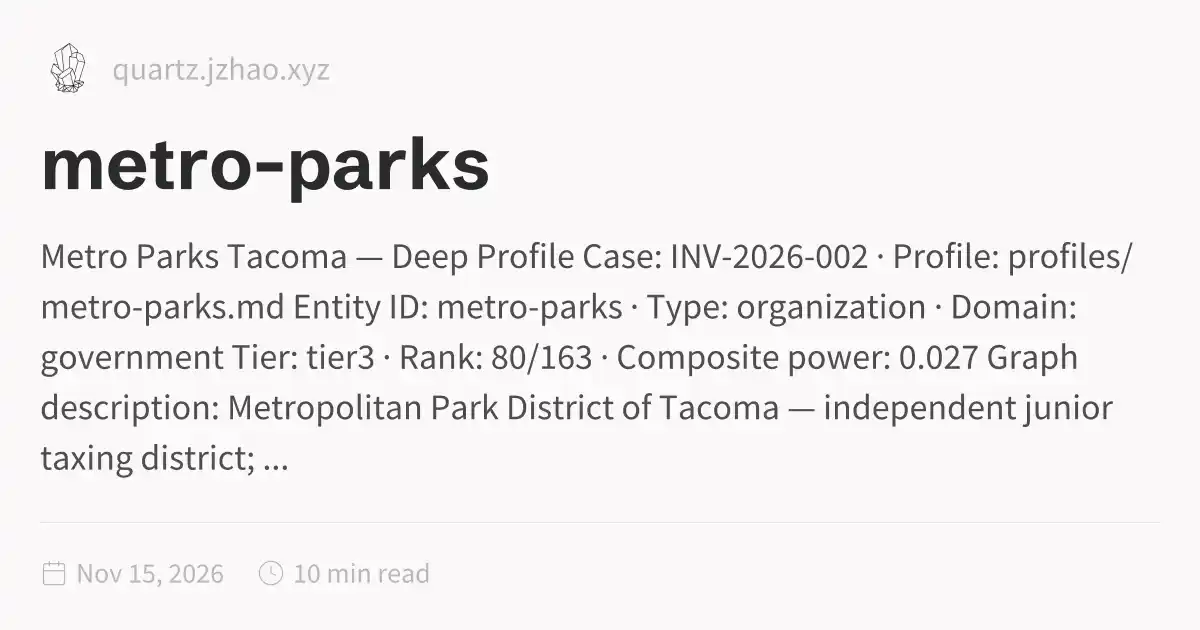 quartz.jzhao.xyz
metro-parks
Metro Parks Tacoma — Deep Profile Case: INV-2026-002 · Profile: profiles/
metro-parks.md Entity ID: metro-parks · Type: organization · Domain:
government Tier: tier3 · Rank: 80/163 · Composite power: 0.027 Graph
description: Metropolitan Park District of Tacoma — independent junior
taxing district; ...
Nov 15, 2026 10 min read